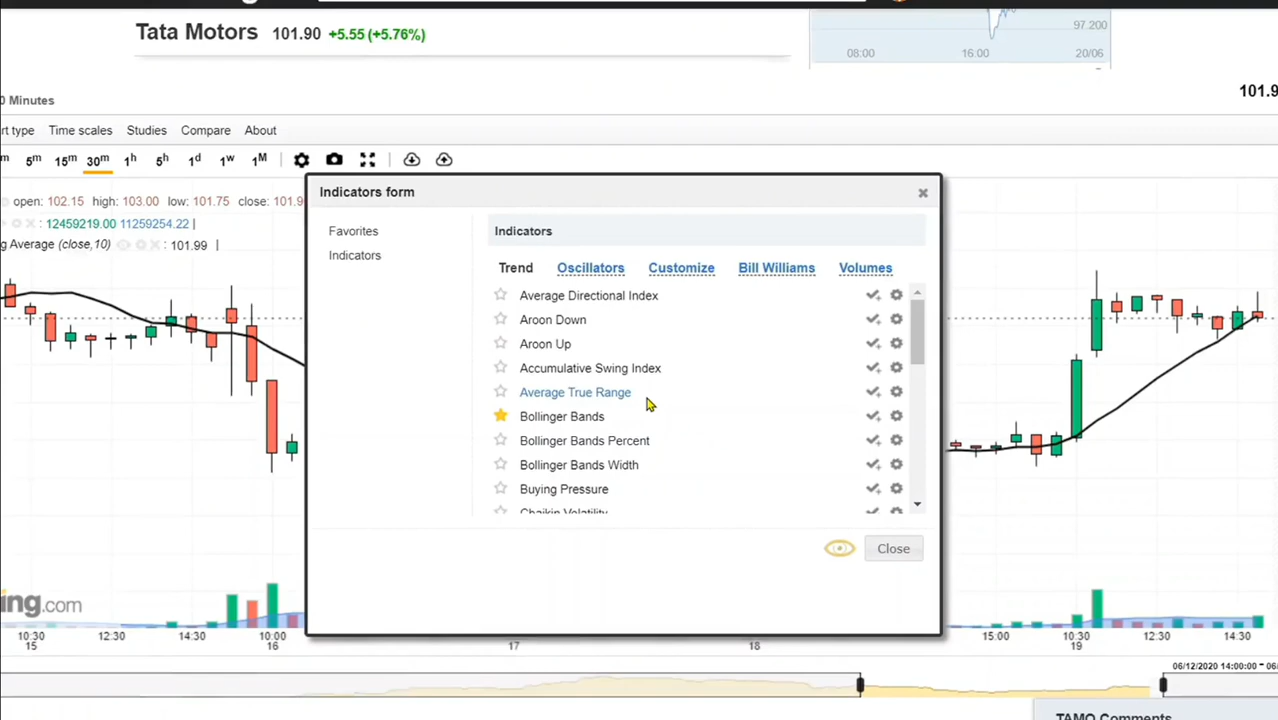 Tata Motors 101.90 +5.55 (+5.76%)
97.200
08:00 16:00 20/06
0 Minutes
101.9
rt type Time scales Studies Compare About
m 5m 15m 30m 1h 5h 1d 1w 1M
Indicators form
open: 102.15 high: 103.00 low: 101.75 close: 101.9
12459219.00 11259254.22
g Average (close,10) 101.99
Favorites
Indicators
Indicators
Trend Oscillators Customize Bill Williams Volumes
Average Directional Index
Aroon Down
Aroon Up
Accumulative Swing Index
Average True Range
Bollinger Bands
Bollinger Bands Percent
Bollinger Bands Width
Buying Pressure
Chaikin Volatility
Close
ing.com
10:30 12:30 14:30 10:00 15:00 10:30 12:30 14:30
15 16 17 18 19
06/12/2020 14:00:00 - 06
TAMO Comments